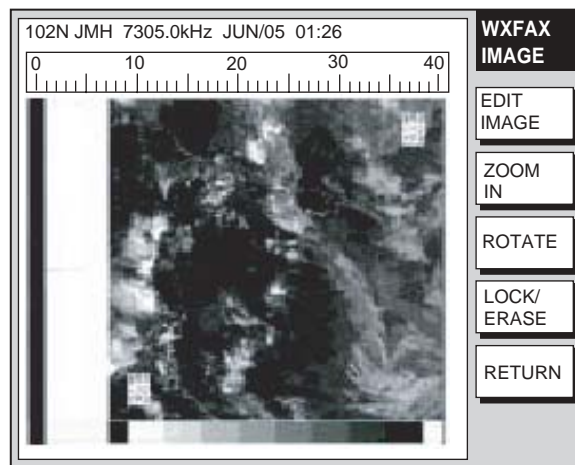 102N JMH 7305.0kHz JUN/05 01:26
0 10 20 30 40
WXFAX
IMAGE
EDIT
IMAGE
ZOOM
IN
ROTATE
LOCK/
ERASE
RETURN